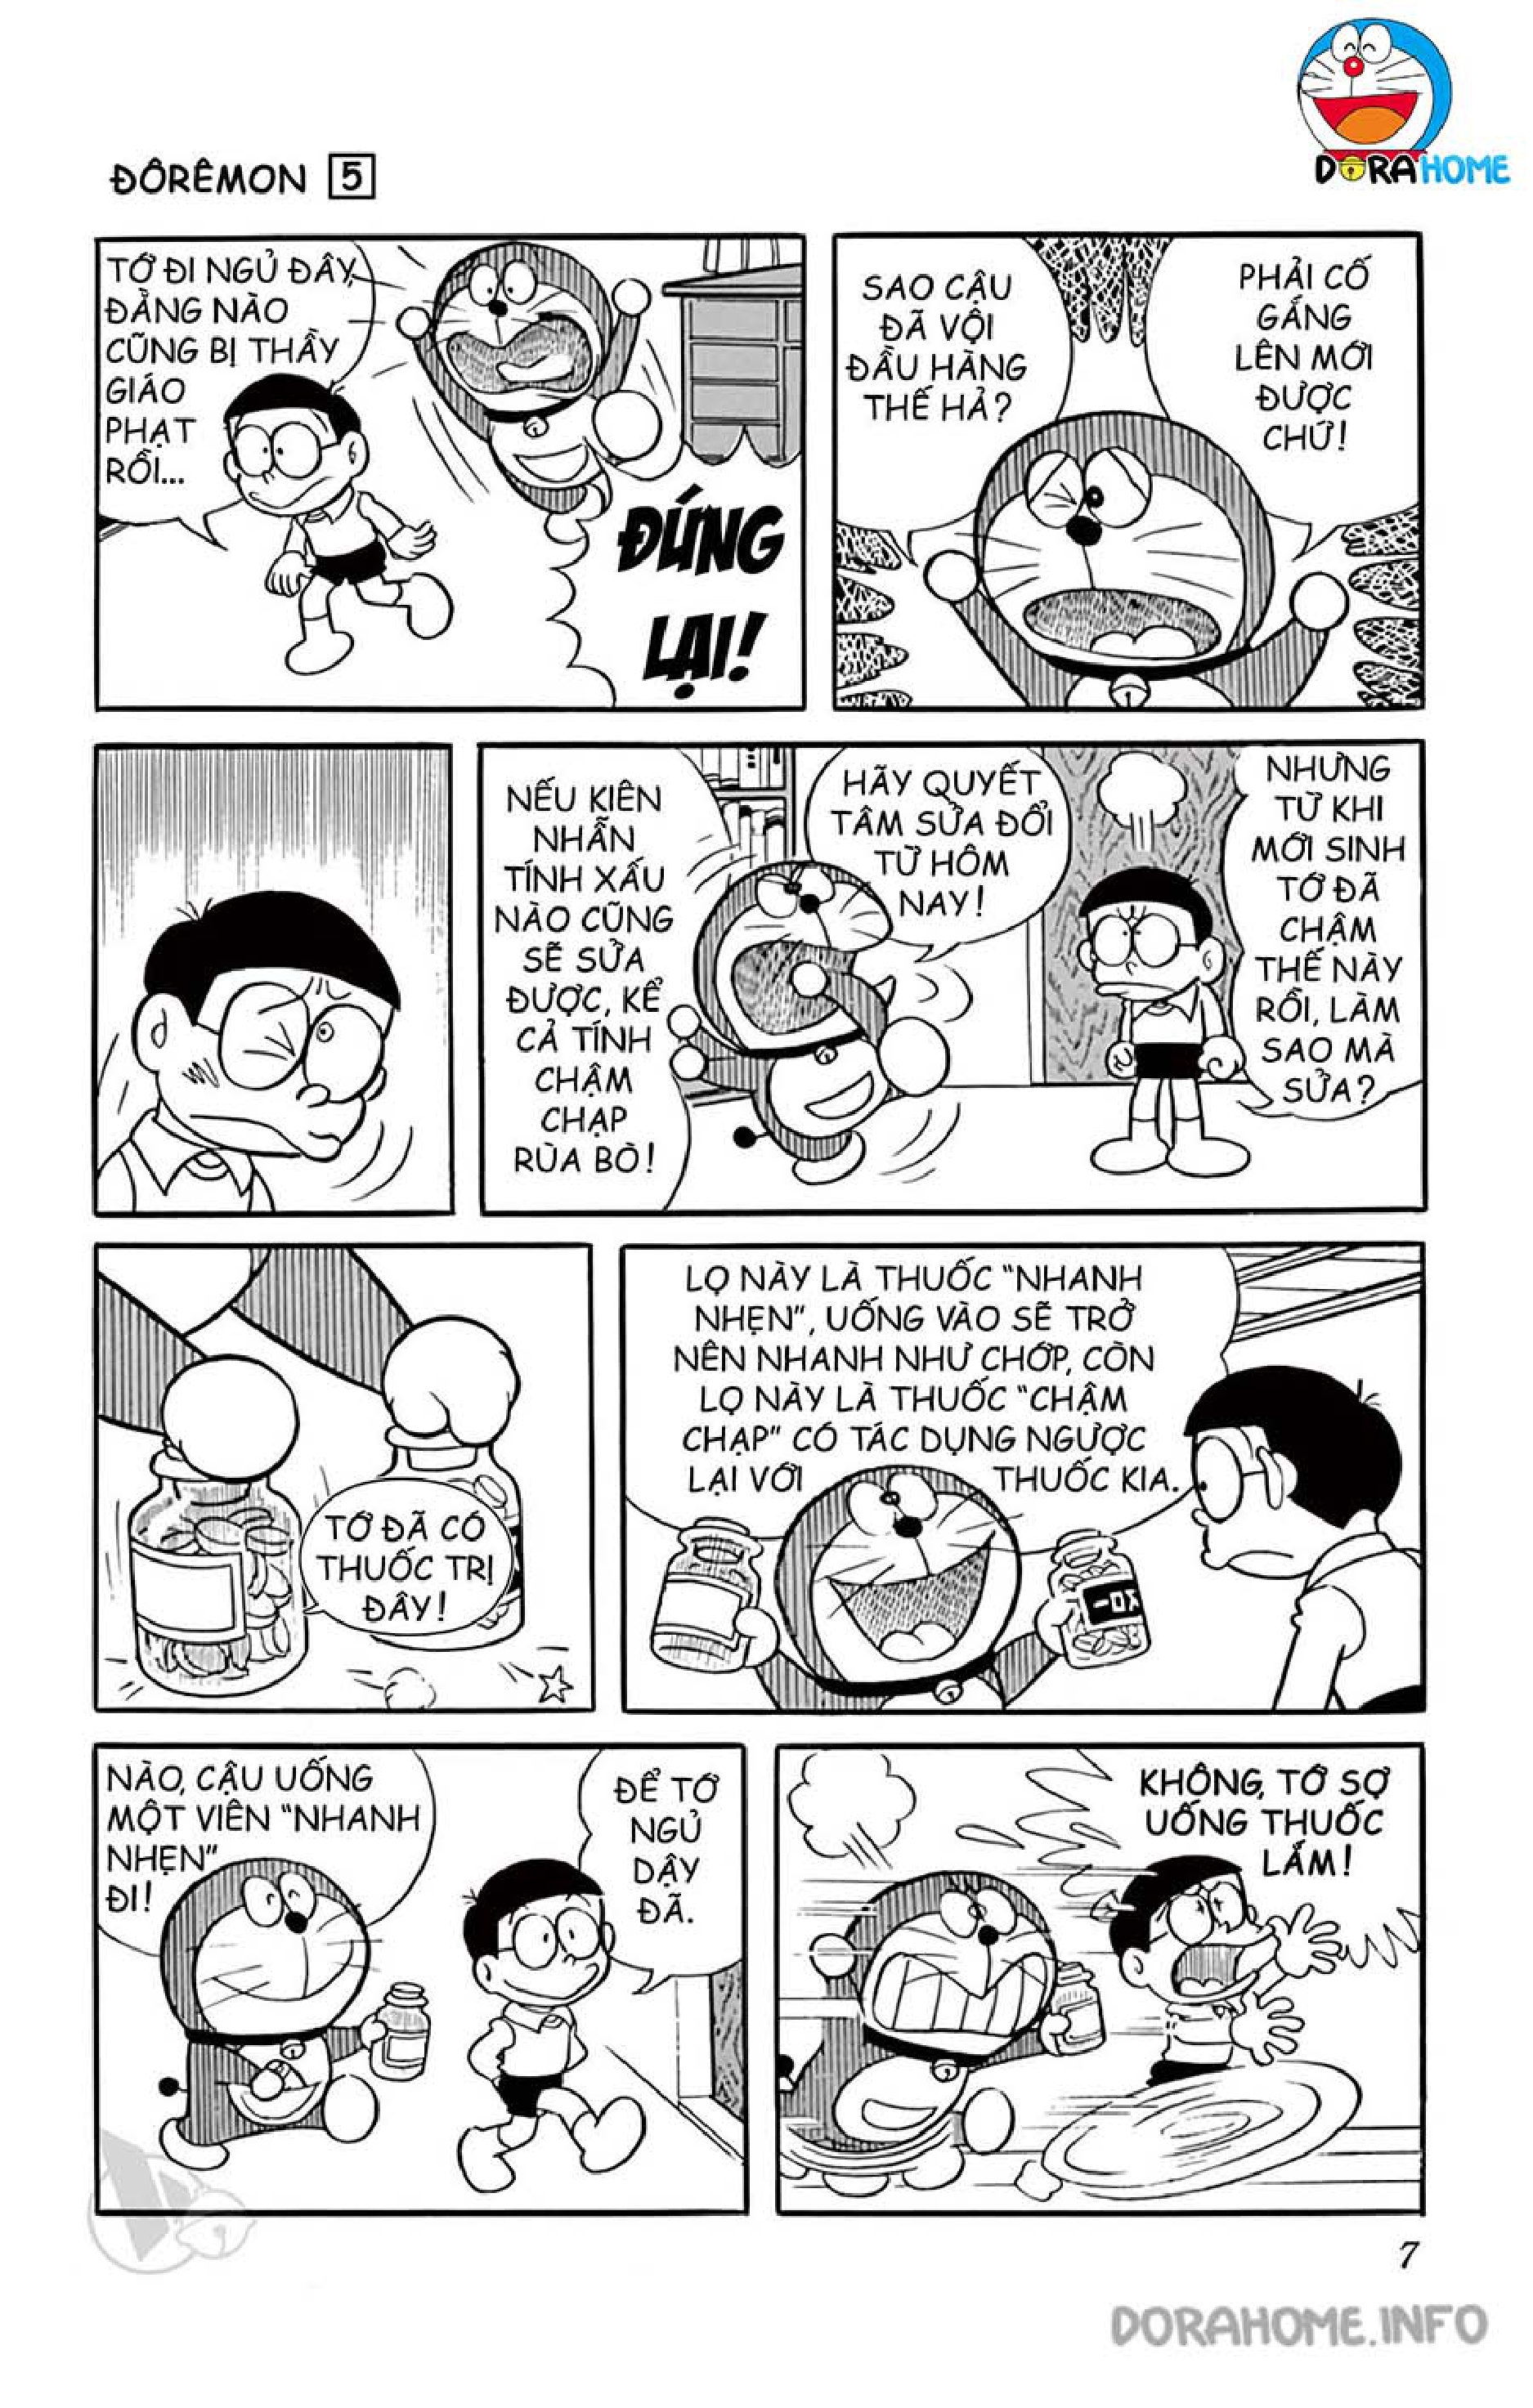 DORAHOME
ĐÔRÊMON 5
TỚ ĐI NGỦ ĐÂY,
ĐẰNG NÀO
CŨNG BỊ THẦY
GIÁO
PHẠT
RỒI...
ĐỨNG
LẠI!
SAO CẬU
ĐÃ VỘI
ĐẦU HÀNG
THẾ HẢ?
PHẢI CỐ
GẮNG
LÊN MỚI
ĐƯỢC
CHỨ!
NẾU KIÊN
NHẪN
TÍNH XẤU
NÀO CŨNG
SẼ SỬA
ĐƯỢC, KỂ
CẢ TÍNH
CHẬM
CHẠP
RÙA BÒ!
HÃY QUYẾT
TÂM SỬA ĐỔI
TỪ HÔM
NAY!
NHƯNG
TỪ KHI
MỚI SINH
TỚ ĐÃ
CHẬM
THẾ NÀY
RỒI, LÀM
SAO MÀ
SỬA?
TỚ ĐÃ CÓ
THUỐC TRỊ
ĐÂY!
LỌ NÀY LÀ THUỐC “NHANH
NHẸN”, UỐNG VÀO SẼ TRỞ
NÊN NHANH NHƯ CHỚP, CÒN
LỌ NÀY LÀ THUỐC “CHẬM
CHẠP” CÓ TÁC DỤNG NGƯỢC
LẠI VỚI THUỐC KIA.
NÀO, CẬU UỐNG
MỘT VIÊN “NHANH
NHẸN”
ĐI!
ĐỂ TỚ
NGỦ
DẬY
ĐÃ.
KHÔNG, TỚ SỢ
UỐNG THUỐC
LẮM!
7
DORAHOME.INFO